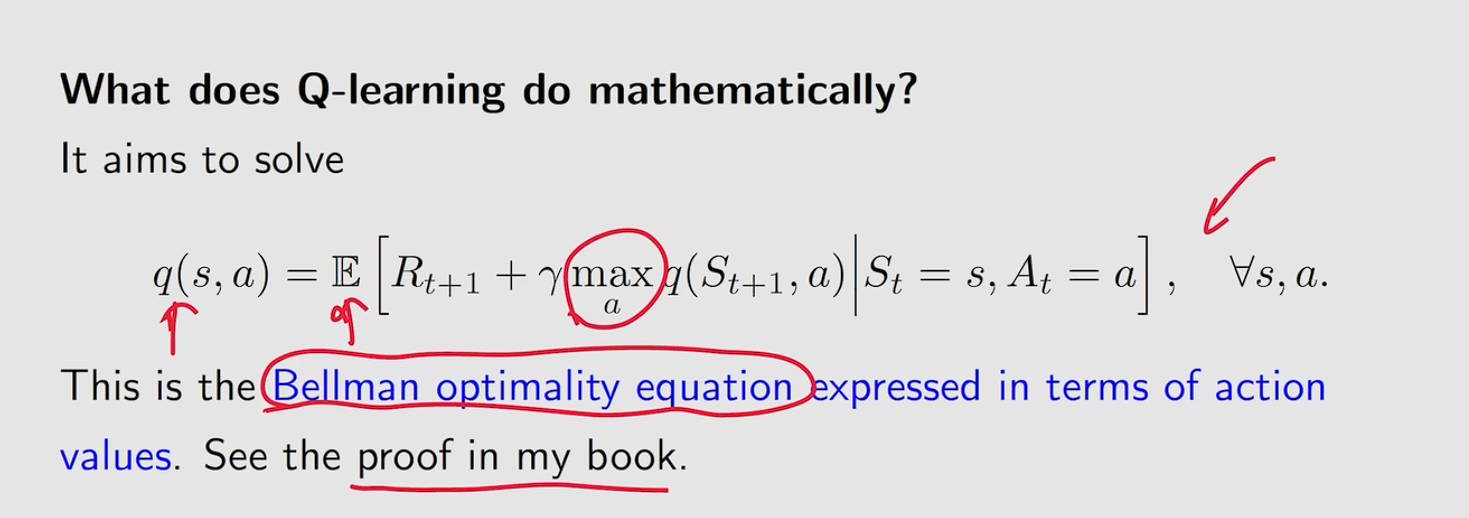 What does Q-learning do mathematically?
It aims to solve
q(s, a) = 𝔼 [R_{t+1} + γ max_a q(S_{t+1}, a) | S_t = s, A_t = a] , ∀s, a.
This is the Bellman optimality equation expressed in terms of action
values. See the proof in my book.